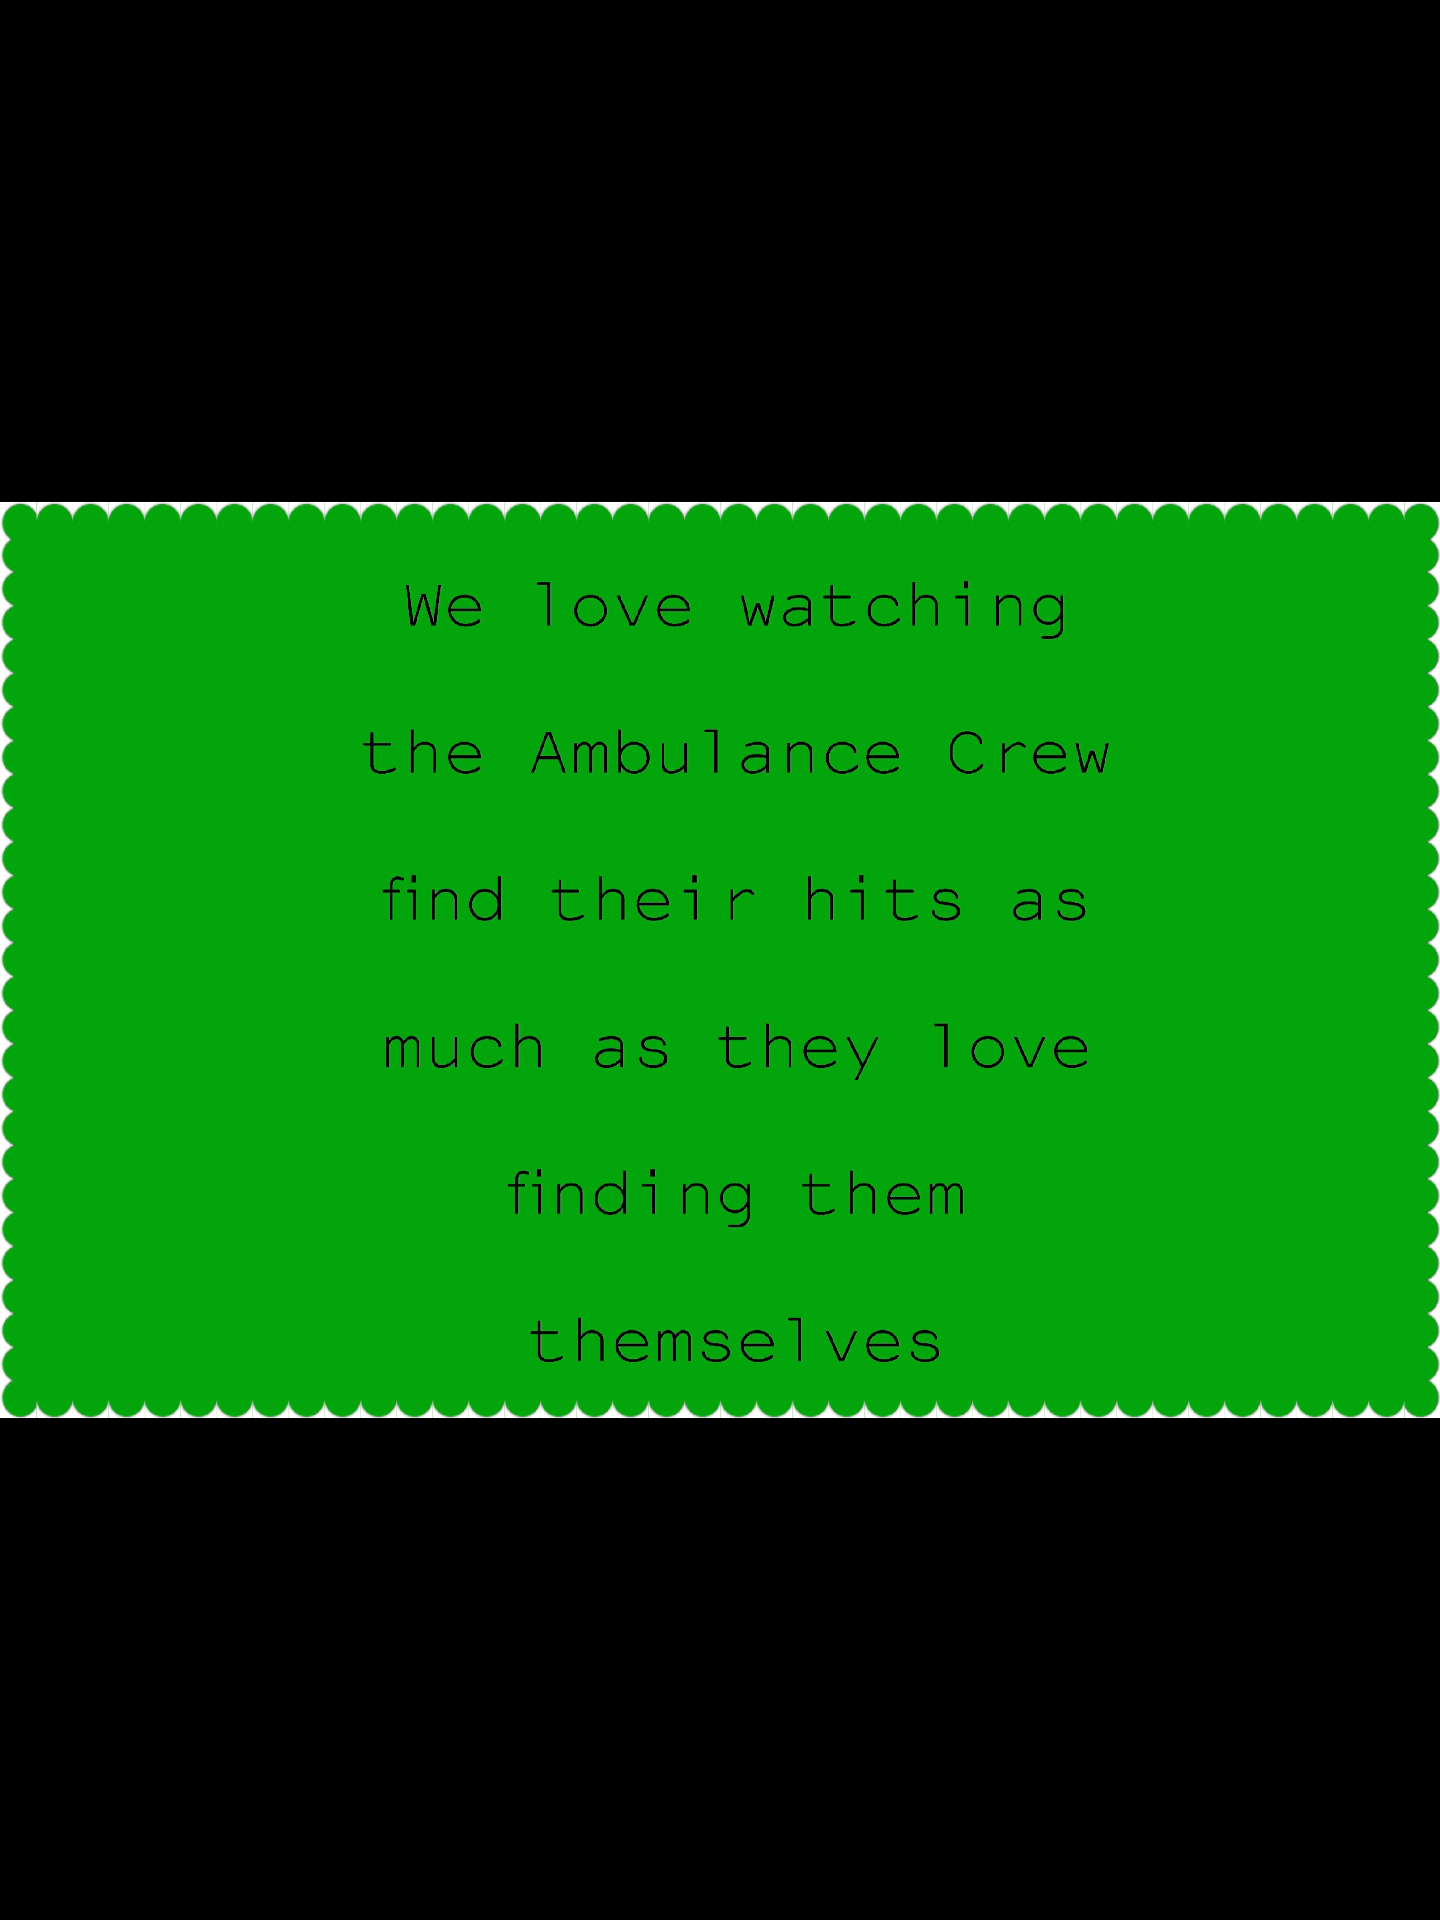 We love watching
the Ambulance Crew
find their hits as
much as they love
finding them
themselves